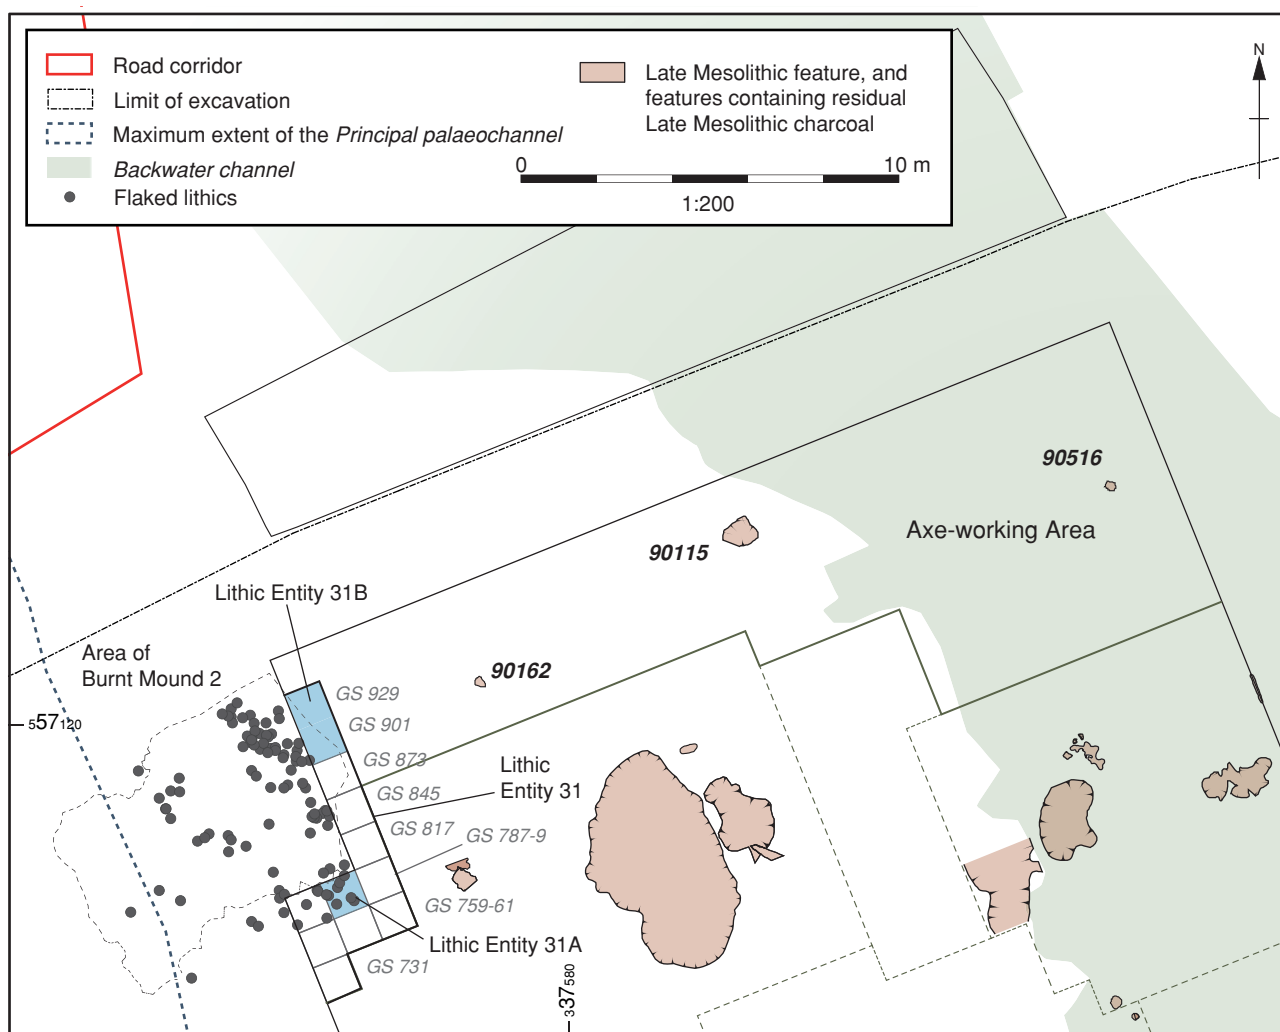 Road corridor
Limit of excavation
Maximum extent of the Principal palaeochannel
Backwater channel
Flaked lithics
Late Mesolithic feature, and
features containing residual
Late Mesolithic charcoal
0 10 m
1:200
N
90516
Axe-working Area
90115
Lithic Entity 31B
Area of
Burnt Mound 2
90162
GS 929
GS 901
GS 873
GS 845
GS 817
GS 787-9
Lithic
Entity 31
557120
GS 759-61
Lithic Entity 31A
GS 731
337580